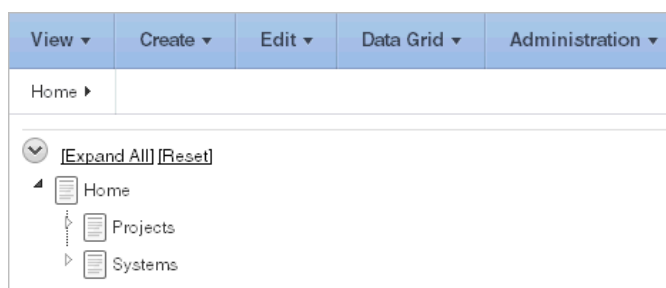 View Create Edit Data Grid Administration
Home
[Expand All] [Reset]
Home
Projects
Systems